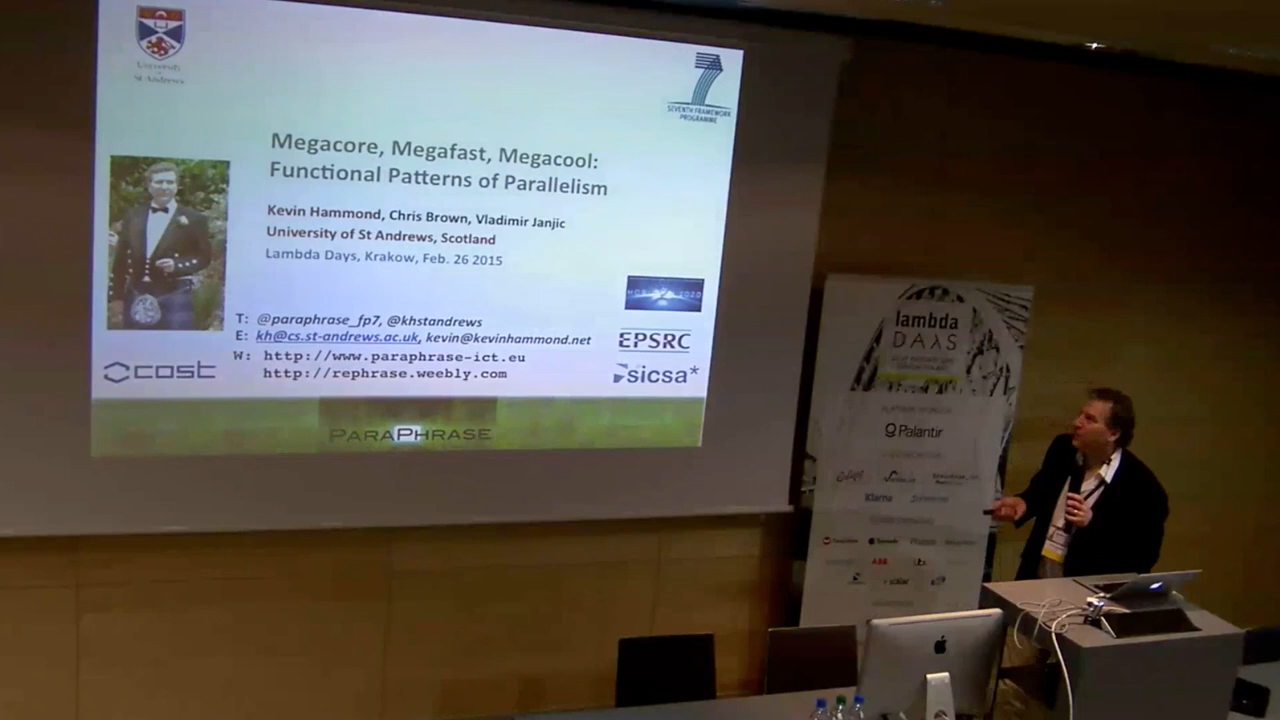 University
of
St Andrews
SEVENTH FRAMEWORK
PROGRAMME
Megacore, Megafast, Megacool:
Functional Patterns of Parallelism
Kevin Hammond, Chris Brown, Vladimir Janjic
University of St Andrews, Scotland
Lambda Days, Krakow, Feb. 26 2015
HORIZON 2020
T: @paraphrase_fp7, @khstandrews
E: kh@cs.st-andrews.ac.uk, kevin@kevinhammond.net
W: http://www.paraphrase-ict.eu
http://rephrase.weebly.com
EPSRC
cost
sicsa*
PARAPHRASE
lambda
DAYS
Palantir
Klarna
ABB